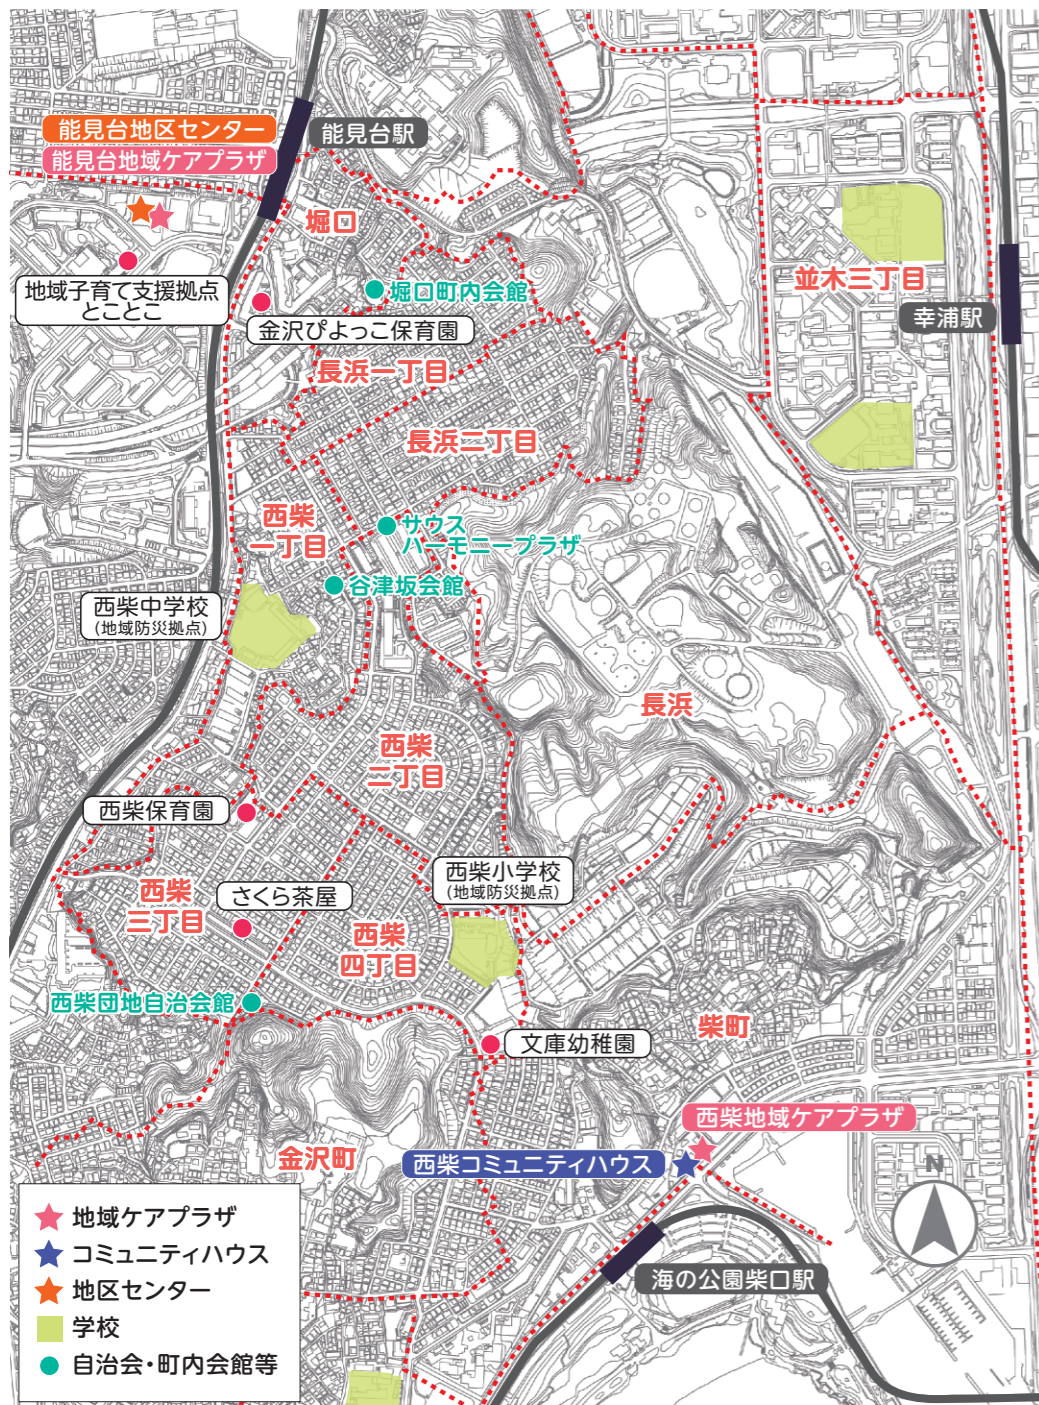 能見台地区センター
能見台地域ケアプラザ
能見台駅
堀口
地域子育て支援拠点
とことこ
堀口町内会館
金沢ぴよっこ保育園
並木三丁目
幸浦駅
長浜一丁目
長浜二丁目
西柴
一丁目
サウス
ハーモニープラザ
谷津坂会館
西柴中学校
(地域防災拠点)
長浜
西柴
二丁目
西柴保育園
西柴小学校
(地域防災拠点)
西柴
三丁目
さくら茶屋
西柴
四丁目
西柴団地自治会館
柴町
文庫幼稚園
西柴地域ケアプラザ
金沢町
西柴コミュニティハウス
N
海の公園柴口駅
地域ケアプラザ
コミュニティハウス
地区センター
学校
自治会・町内会館等